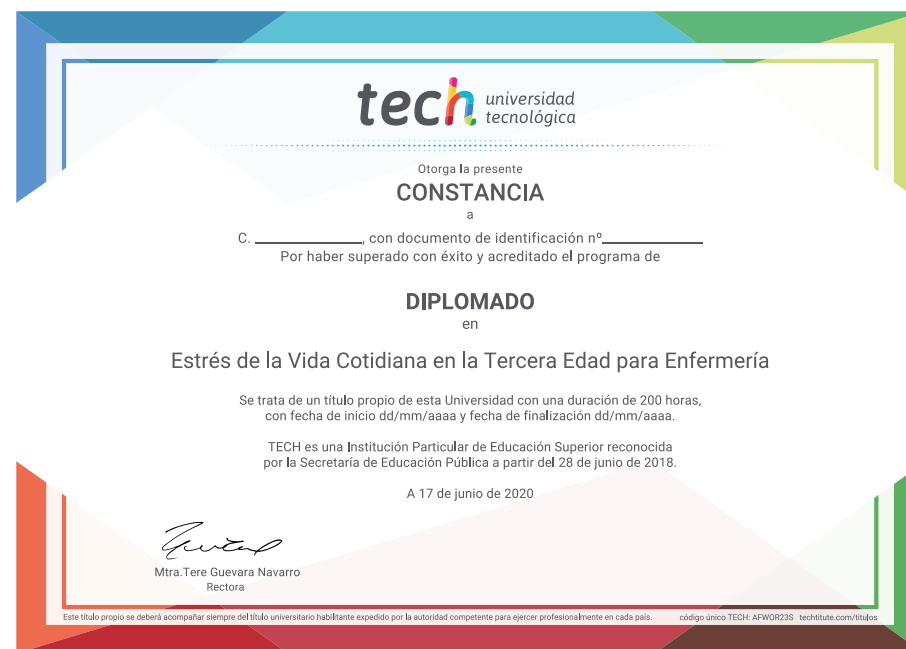 tech universidad
tecnológica
Otorga la presente
CONSTANCIA
a
C. ____________, con documento de identificación nº____________
Por haber superado con éxito y acreditado el programa de
DIPLOMADO
en
Estrés de la Vida Cotidiana en la Tercera Edad para Enfermería
Se trata de un título propio de esta Universidad con una duración de 200 horas,
con fecha de inicio dd/mm/aaaa y fecha de finalización dd/mm/aaaa.
TECH es una Institución Particular de Educación Superior reconocida
por la Secretaría de Educación Pública a partir del 28 de junio de 2018.
A 17 de junio de 2020
Mtra.Tere Guevara Navarro
Rectora
Este título propio se deberá acompañar siempre del título universitario habilitante expedido por la autoridad competente para ejercer profesionalmente en cada país. código único TECH: AFWOR23S techtitute.com/titulos